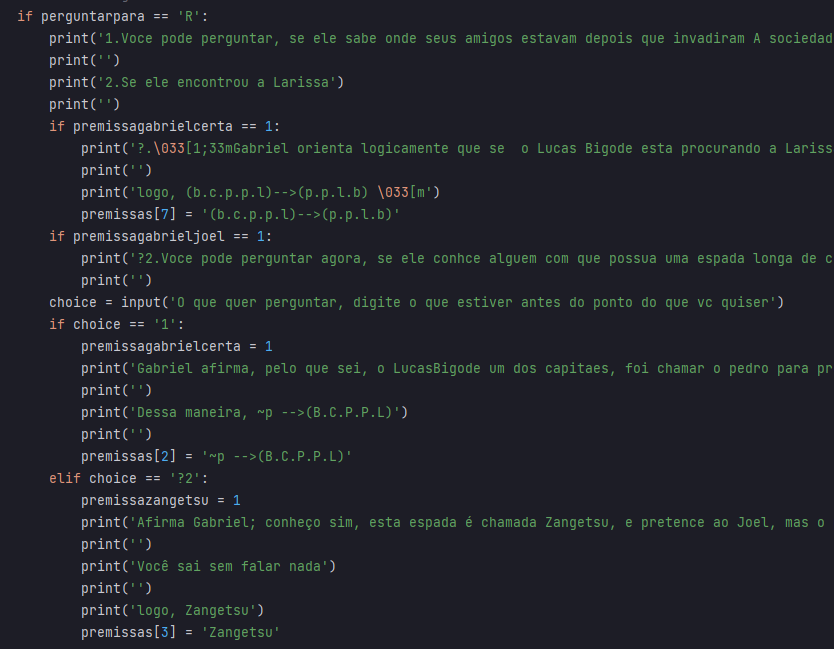 if perguntarpara == 'R':
    print('1.Voce pode perguntar, se ele sabe onde seus amigos estavam depois que invadiram A sociedad
    print('')
    print('2.Se ele encontrou a Larissa')
    print('')
    if premissagabrielcerta == 1:
        print('?.\033[1;33mGabriel orienta logicamente que se  o Lucas Bigode esta procurando a Lariss
        print('')
        print('logo, (b.c.p.p.l)-->(p.p.l.b) \033[m')
        premissas[7] = '(b.c.p.p.l)-->(p.p.l.b)'
    if premissagabrieljoel == 1:
        print('?2.Voce pode perguntar agora, se ele conhce alguem com que possua uma espada longa de c
        print('')
    choice = input('O que quer perguntar, digite o que estiver antes do ponto do que vc quiser')
    if choice == '1':
        premissagabrielcerta = 1
        print('Gabriel afirma, pelo que sei, o LucasBigode um dos capitaes, foi chamar o pedro para pr
        print('')
        print('Dessa maneira, ~p -->(B.C.P.P.L)')
        print('')
        premissas[2] = '~p -->(B.C.P.P.L)'
    elif choice == '?2':
        premissazangetsu = 1
        print('Afirma Gabriel; conheço sim, esta espada é chamada Zangetsu, e pretence ao Joel, mas o
        print('')
        print('Você sai sem falar nada')
        print('')
        print('logo, Zangetsu')
        premissas[3] = 'Zangetsu'